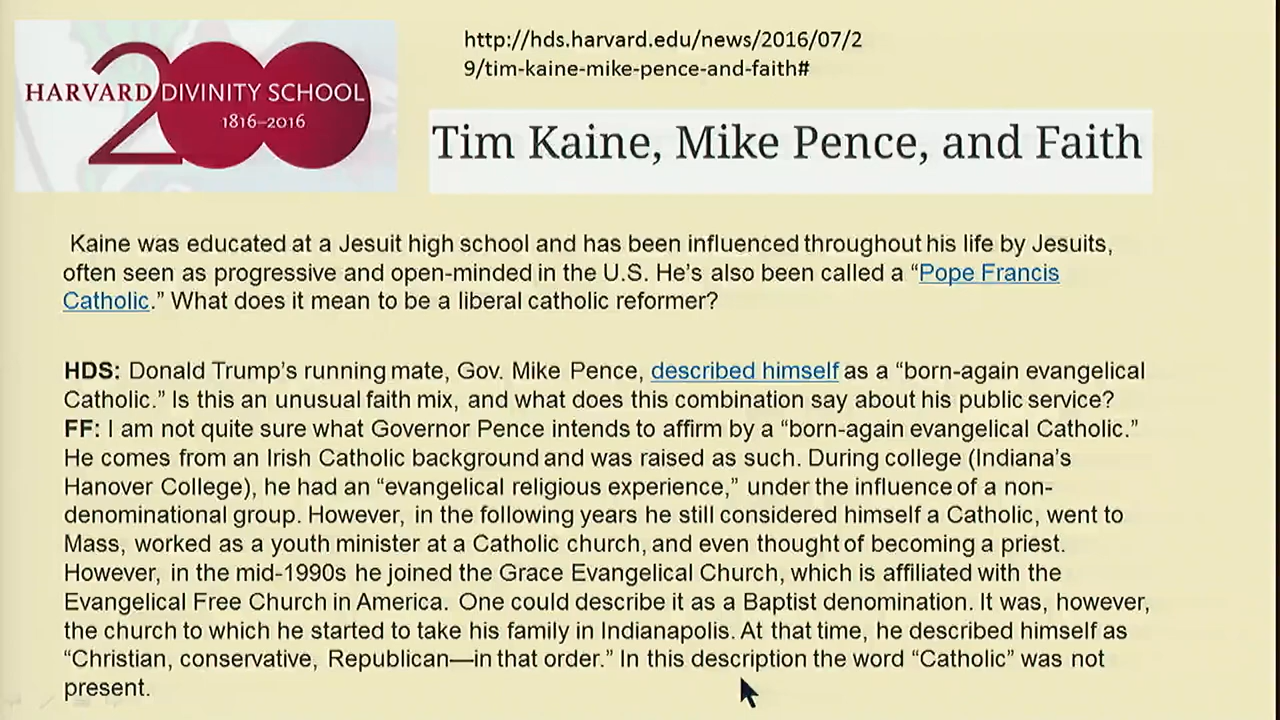 http://hds.harvard.edu/news/2016/07/2
9/tim-kaine-mike-pence-and-faith#
200
HARVARD DIVINITY SCHOOL
1816–2016
Tim Kaine, Mike Pence, and Faith
Kaine was educated at a Jesuit high school and has been influenced throughout his life by Jesuits,
often seen as progressive and open-minded in the U.S. He’s also been called a “Pope Francis
Catholic.” What does it mean to be a liberal catholic reformer?
HDS: Donald Trump’s running mate, Gov. Mike Pence, described himself as a “born-again evangelical
Catholic.” Is this an unusual faith mix, and what does this combination say about his public service?
FF: I am not quite sure what Governor Pence intends to affirm by a “born-again evangelical Catholic.”
He comes from an Irish Catholic background and was raised as such. During college (Indiana’s
Hanover College), he had an “evangelical religious experience,” under the influence of a non-
denominational group. However, in the following years he still considered himself a Catholic, went to
Mass, worked as a youth minister at a Catholic church, and even thought of becoming a priest.
However, in the mid-1990s he joined the Grace Evangelical Church, which is affiliated with the
Evangelical Free Church in America. One could describe it as a Baptist denomination. It was, however,
the church to which he started to take his family in Indianapolis. At that time, he described himself as
“Christian, conservative, Republican—in that order.” In this description the word “Catholic” was not
present.